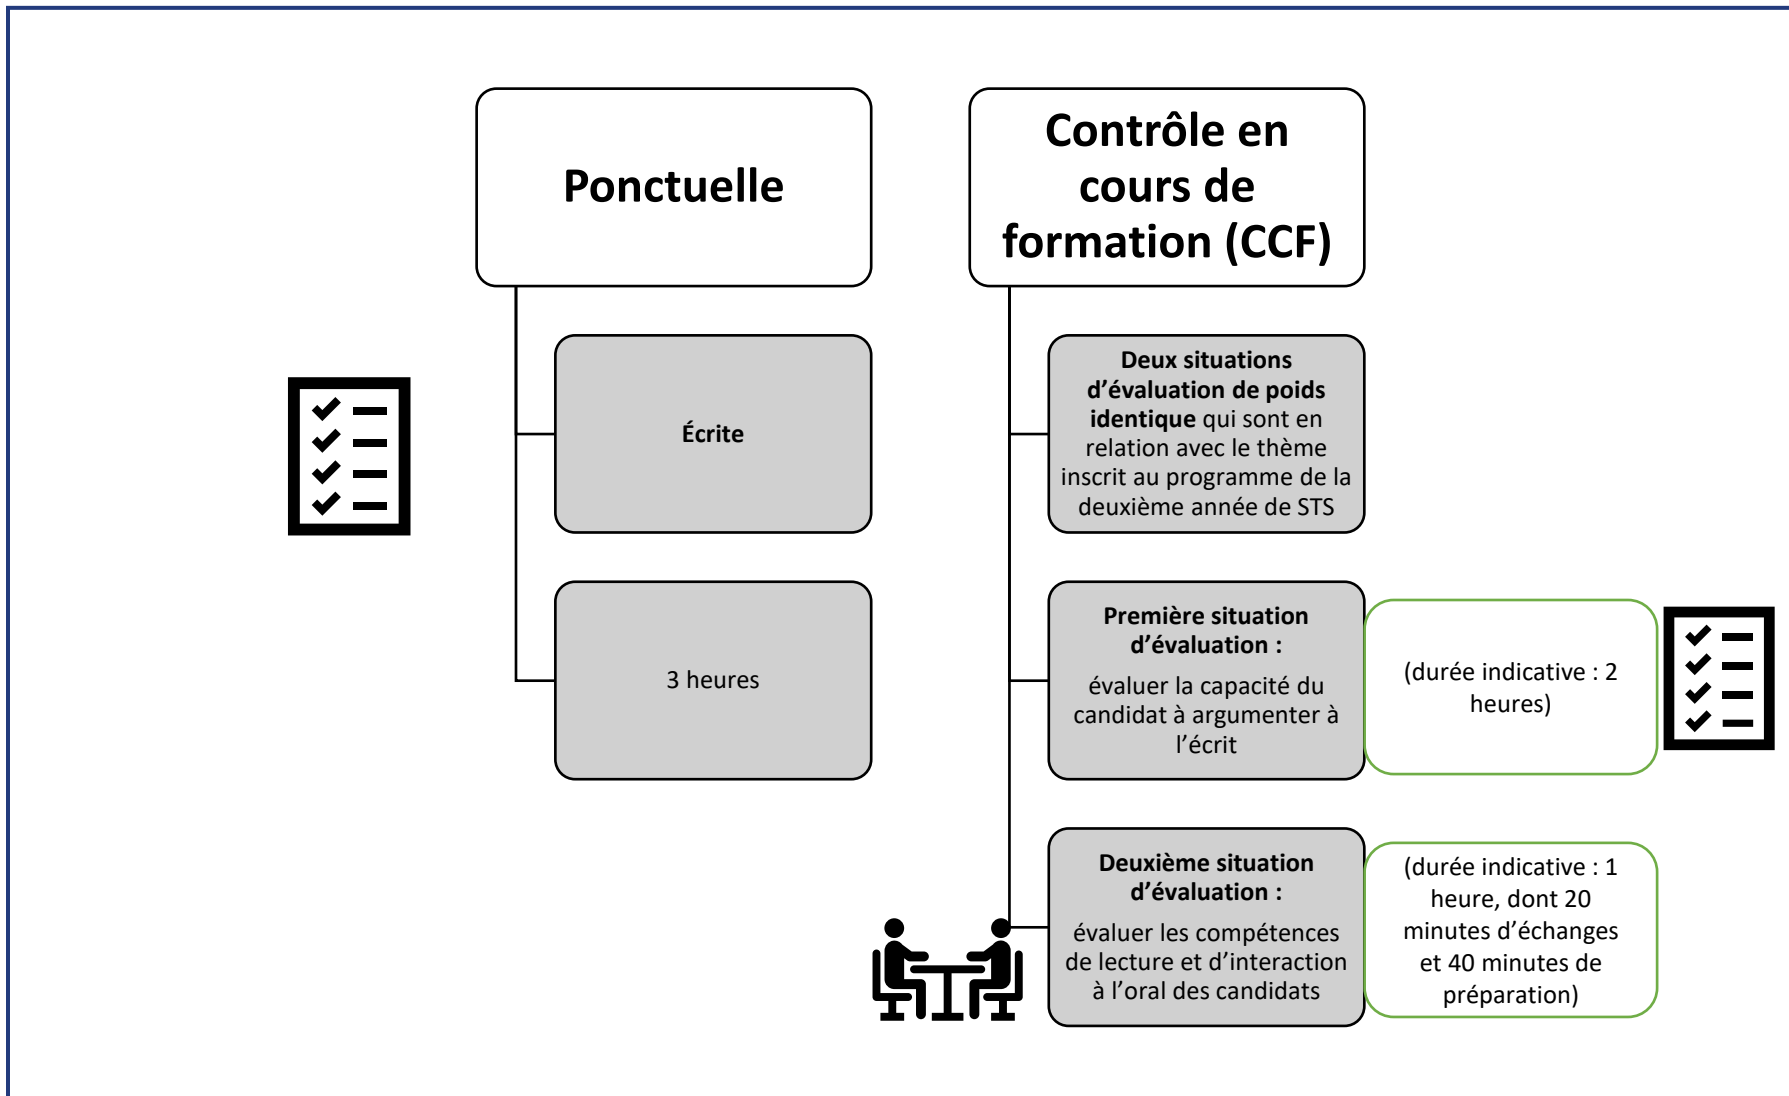 Ponctuelle
Écrite
3 heures
Contrôle en
cours de
formation (CCF)
Deux situations
d’évaluation de poids
identique qui sont en
relation avec le thème
inscrit au programme de la
deuxième année de STS
Première situation
d’évaluation :
évaluer la capacité du
candidat à argumenter à
l’écrit
(durée indicative : 2
heures)
Deuxième situation
d’évaluation :
évaluer les compétences
de lecture et d’interaction
à l’oral des candidats
(durée indicative : 1
heure, dont 20
minutes d’échanges
et 40 minutes de
préparation)